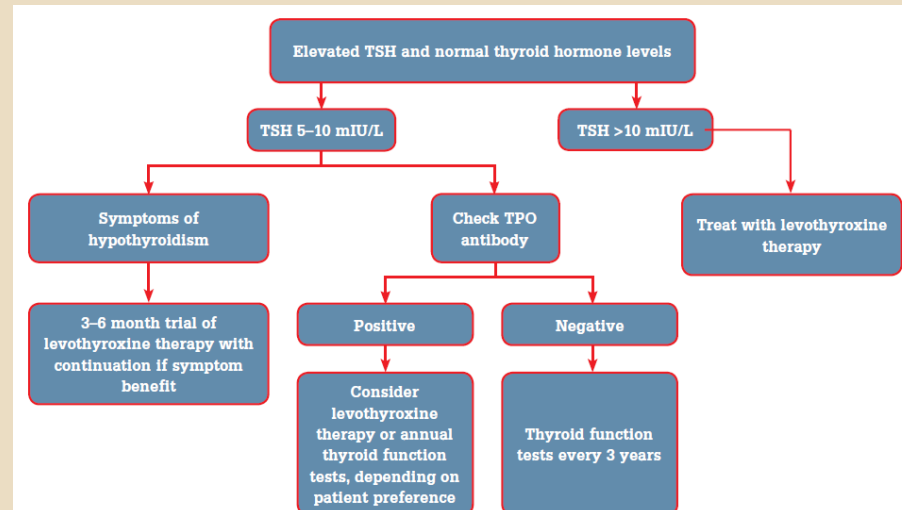 Elevated TSH and normal thyroid hormone levels
TSH 5–10 mIU/L
TSH >10 mIU/L
Symptoms of
hypothyroidism
Check TPO
antibody
Treat with levothyroxine
therapy
3–6 month trial of
levothyroxine therapy with
continuation if symptom
benefit
Positive
Negative
Consider
levothyroxine
therapy or annual
thyroid function
tests, depending on
patient preference
Thyroid function
tests every 3 years